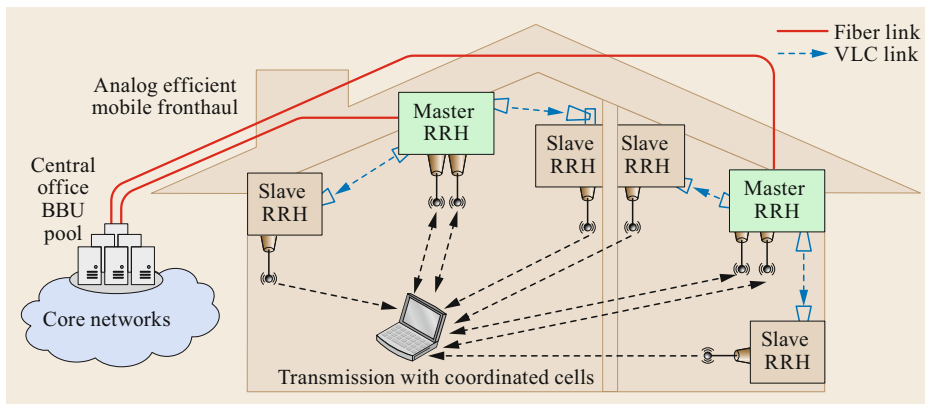 Fiber link
VLC link
Analog efficient
mobile fronthaul
Master
RRH
Slave
RRH
Slave
RRH
Central
office
BBU
pool
Slave
RRH
Master
RRH
Core networks
Slave
RRH
Transmission with coordinated cells